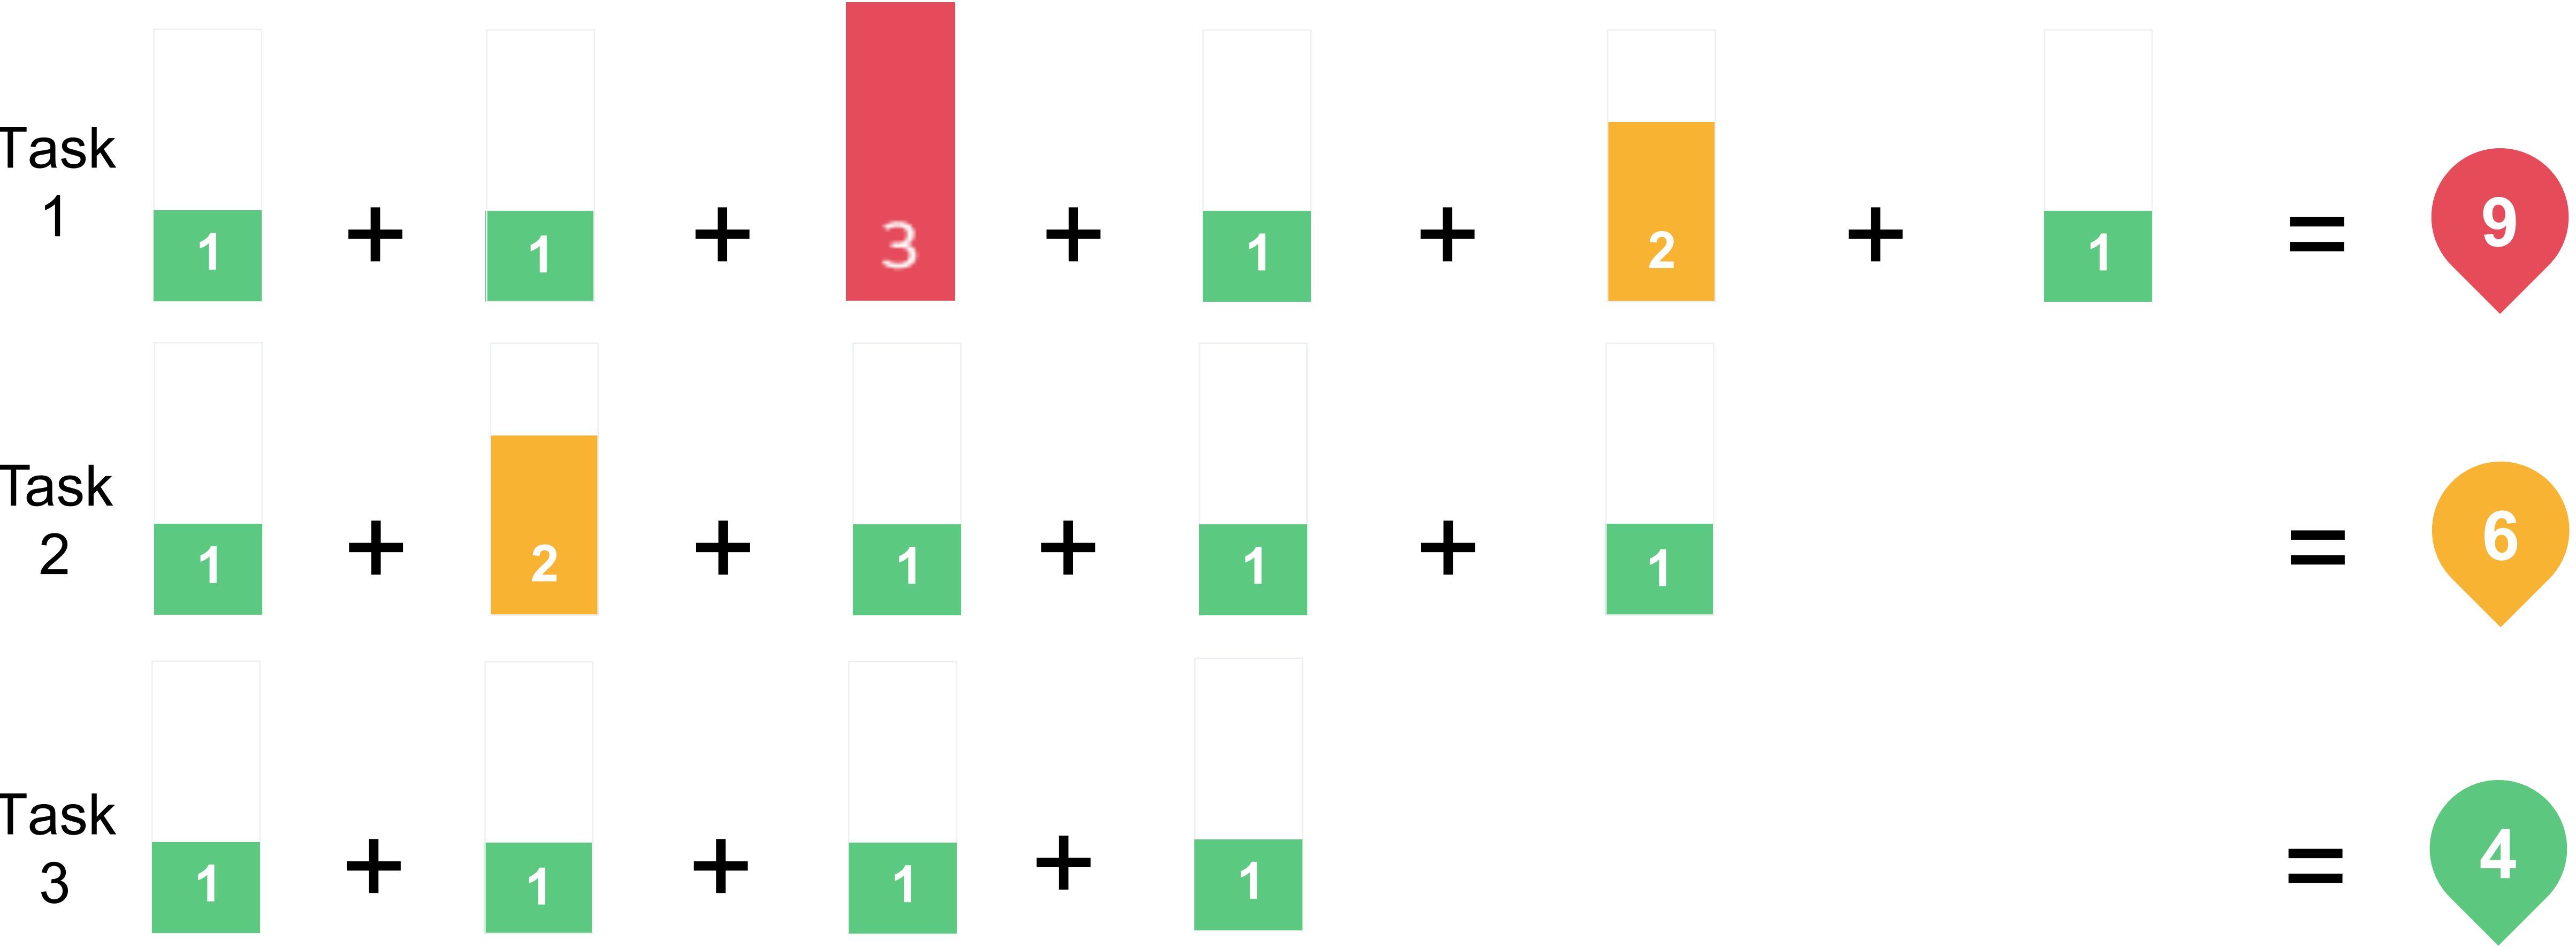 Task
1
1 + 1 + 3 + 1 + 2 + 1 = 9
Task
2
1 + 2 + 1 + 1 + 1 = 6
Task
3
1 + 1 + 1 + 1 = 4